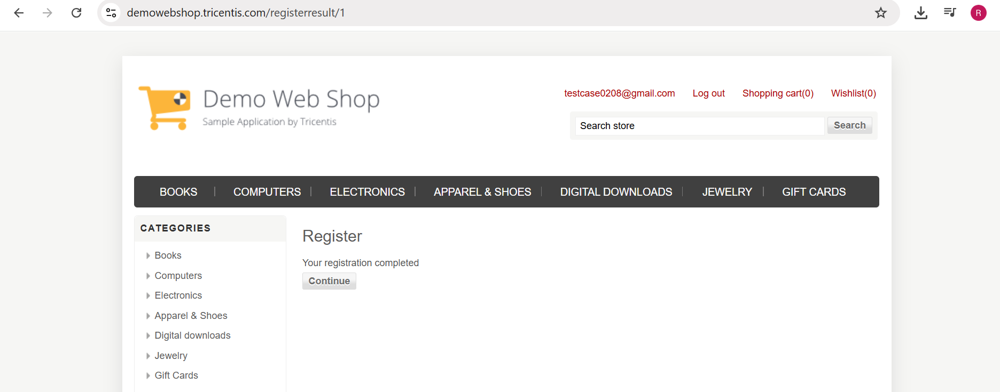 demowebshop.tricentis.com/registerresult/1
R
Demo Web Shop
Sample Application by Tricentis
testcase0208@gmail.com Log out Shopping cart(0) Wishlist(0)
Search store Search
BOOKS COMPUTERS ELECTRONICS APPAREL & SHOES DIGITAL DOWNLOADS JEWELRY GIFT CARDS
CATEGORIES
Books
Computers
Electronics
Apparel & Shoes
Digital downloads
Jewelry
Gift Cards
Register
Your registration completed
Continue